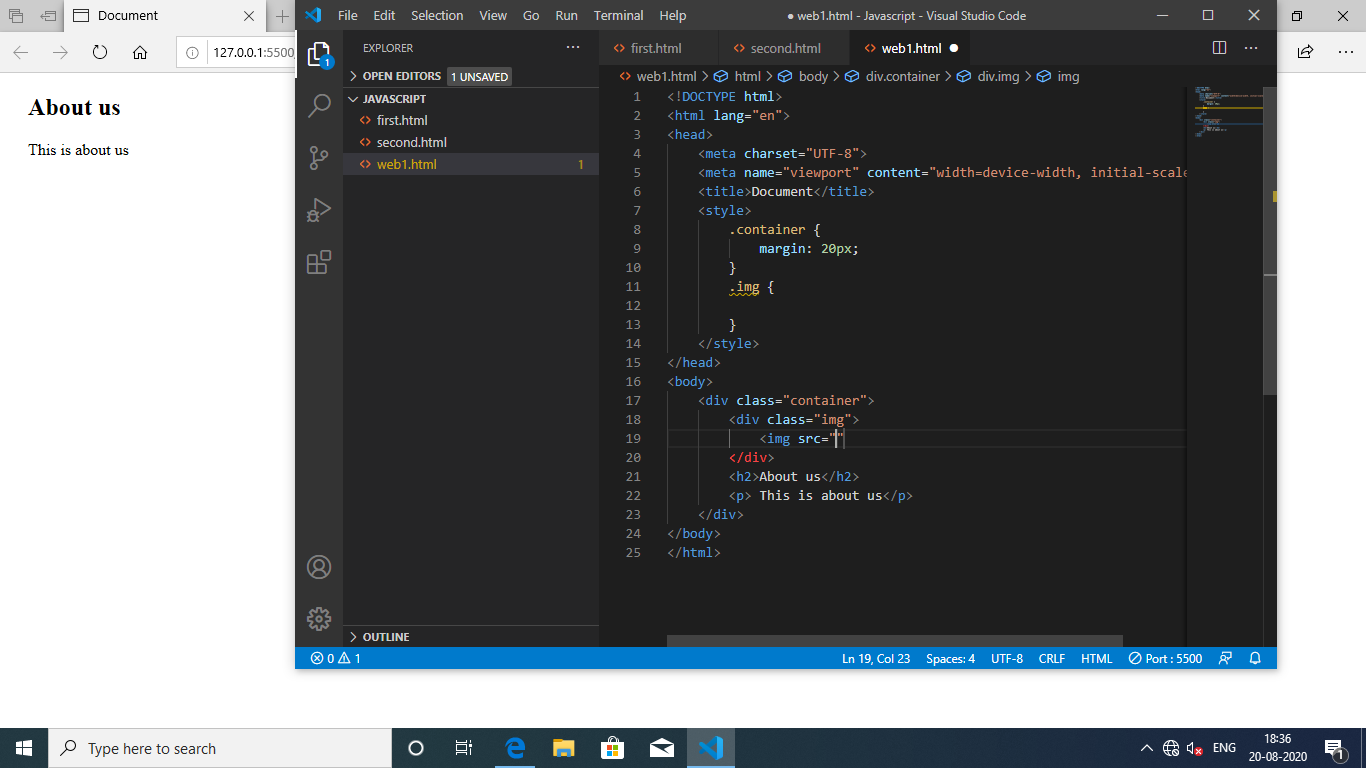 Document
127.0.0.1:5500
About us
This is about us
File Edit Selection View Go Run Terminal Help
● web1.html - Javascript - Visual Studio Code
1
EXPLORER
OPEN EDITORS 1 UNSAVED
JAVASCRIPT
first.html
second.html
web1.html 1
OUTLINE
first.html second.html web1.html
web1.html > html > body > div.container > div.img > img
1 <!DOCTYPE html>
2 <html lang="en">
3 <head>
4 <meta charset="UTF-8">
5 <meta name="viewport" content="width=device-width, initial-scale
6 <title>Document</title>
7 <style>
8 .container {
9 margin: 20px;
10 }
11 .img {
12
13 }
14 </style>
15 </head>
16 <body>
17 <div class="container">
18 <div class="img">
19 <img src=""
20 </div>
21 <h2>About us</h2>
22 <p> This is about us</p>
23 </div>
24 </body>
25 </html>
0 1
Ln 19, Col 23 Spaces: 4 UTF-8 CRLF HTML Port : 5500
Type here to search
ENG
18:36
20-08-2020
1